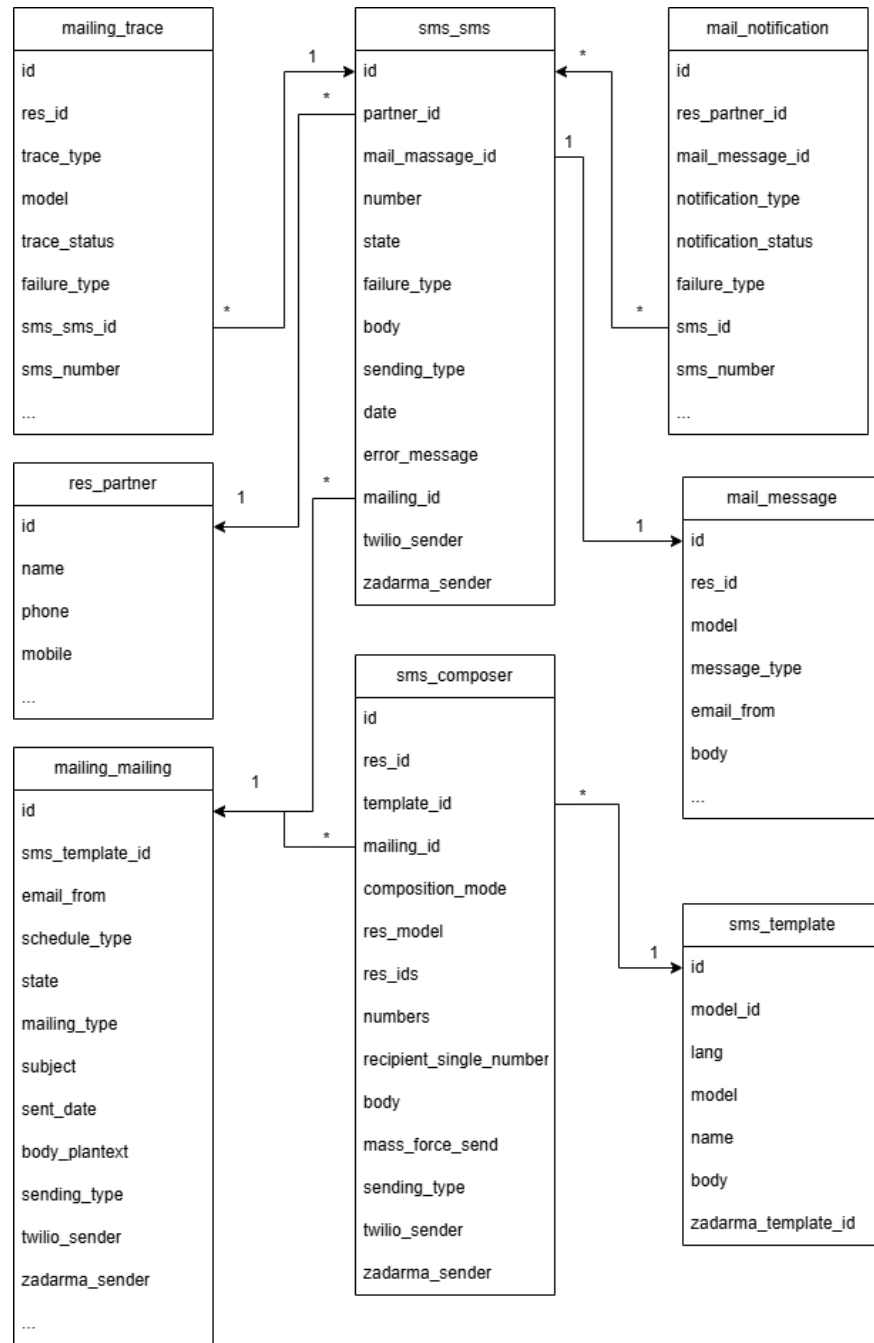 mailing_trace
id
res_id
trace_type
model
trace_status
failure_type
sms_sms_id
sms_number
...
*
1
sms_sms
id
partner_id
mail_massage_id
number
state
failure_type
body
sending_type
date
error_message
mailing_id
twilio_sender
zadarma_sender
*
1
*
1
*
*
1
1
mail_notification
id
res_partner_id
mail_message_id
notification_type
notification_status
failure_type
sms_id
sms_number
...
res_partner
id
name
phone
mobile
...
mail_message
id
res_id
model
message_type
email_from
body
...
mailing_mailing
id
sms_template_id
email_from
schedule_type
state
mailing_type
subject
sent_date
body_plantext
sending_type
twilio_sender
zadarma_sender
...
sms_composer
id
res_id
template_id
mailing_id
composition_mode
res_model
res_ids
numbers
recipient_single_number
body
mass_force_send
sending_type
twilio_sender
zadarma_sender
*
*
1
sms_template
id
model_id
lang
model
name
body
zadarma_template_id